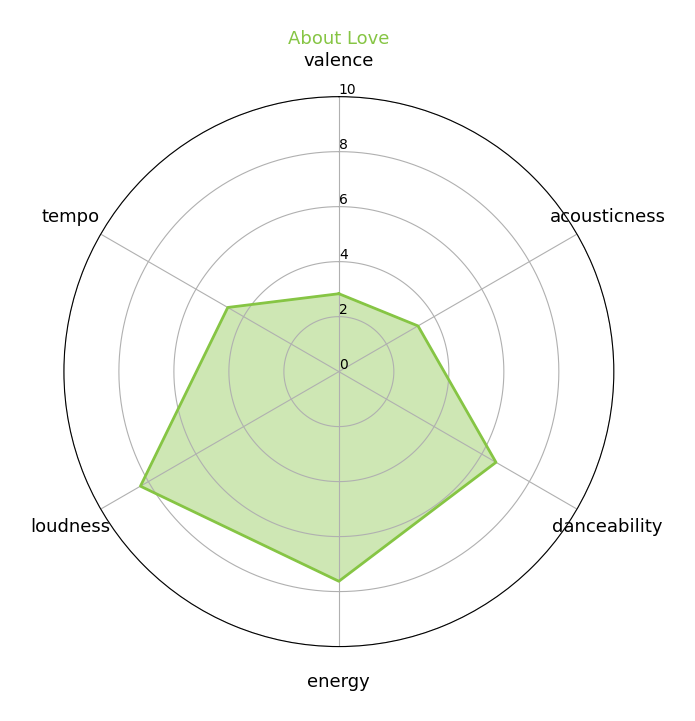 About Love
valence
10
8
6
4
2
0
tempo
acousticness
loudness
danceability
energy